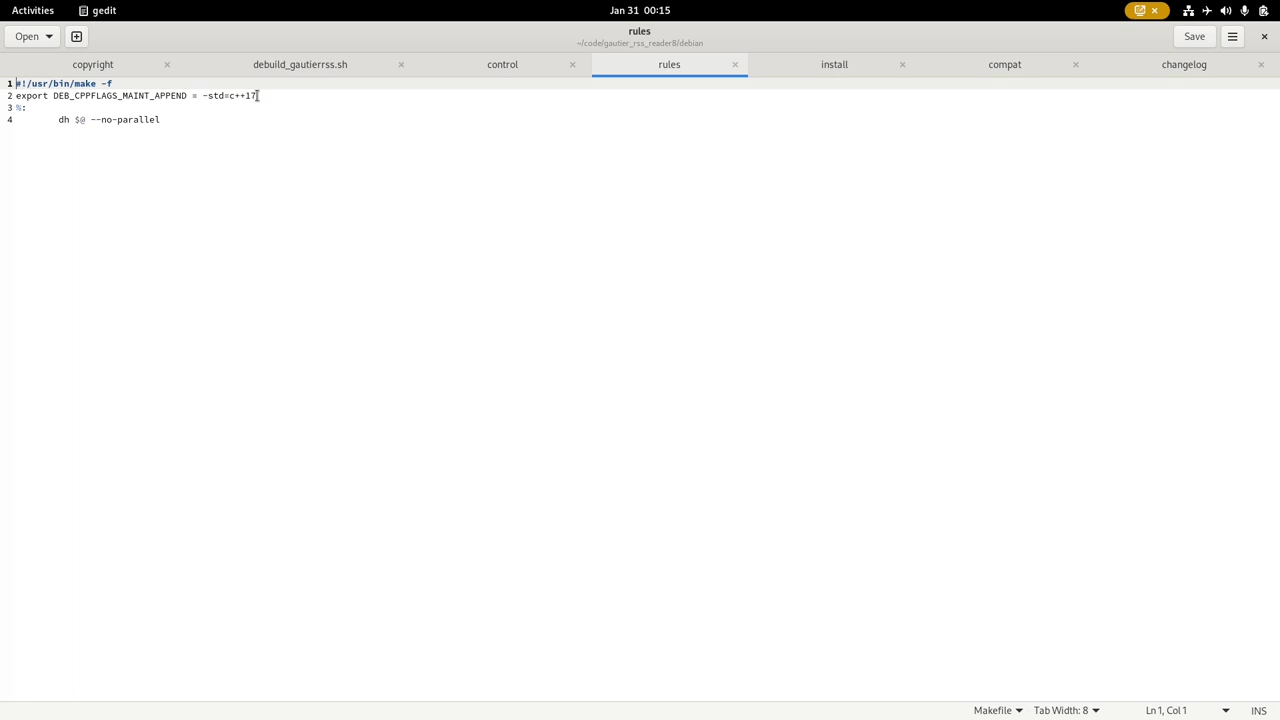 Activities gedit Jan 31 00:15
Open rules Save
~/code/gautier_rss_reader8/debian
copyright debuild_gautierrss.sh control rules install compat changelog
1 #!/usr/bin/make -f
2 export DEB_CPPFLAGS_MAINT_APPEND = -std=c++17
3 %:
4 dh $@ --no-parallel
Makefile Tab Width: 8 Ln 1, Col 1 INS